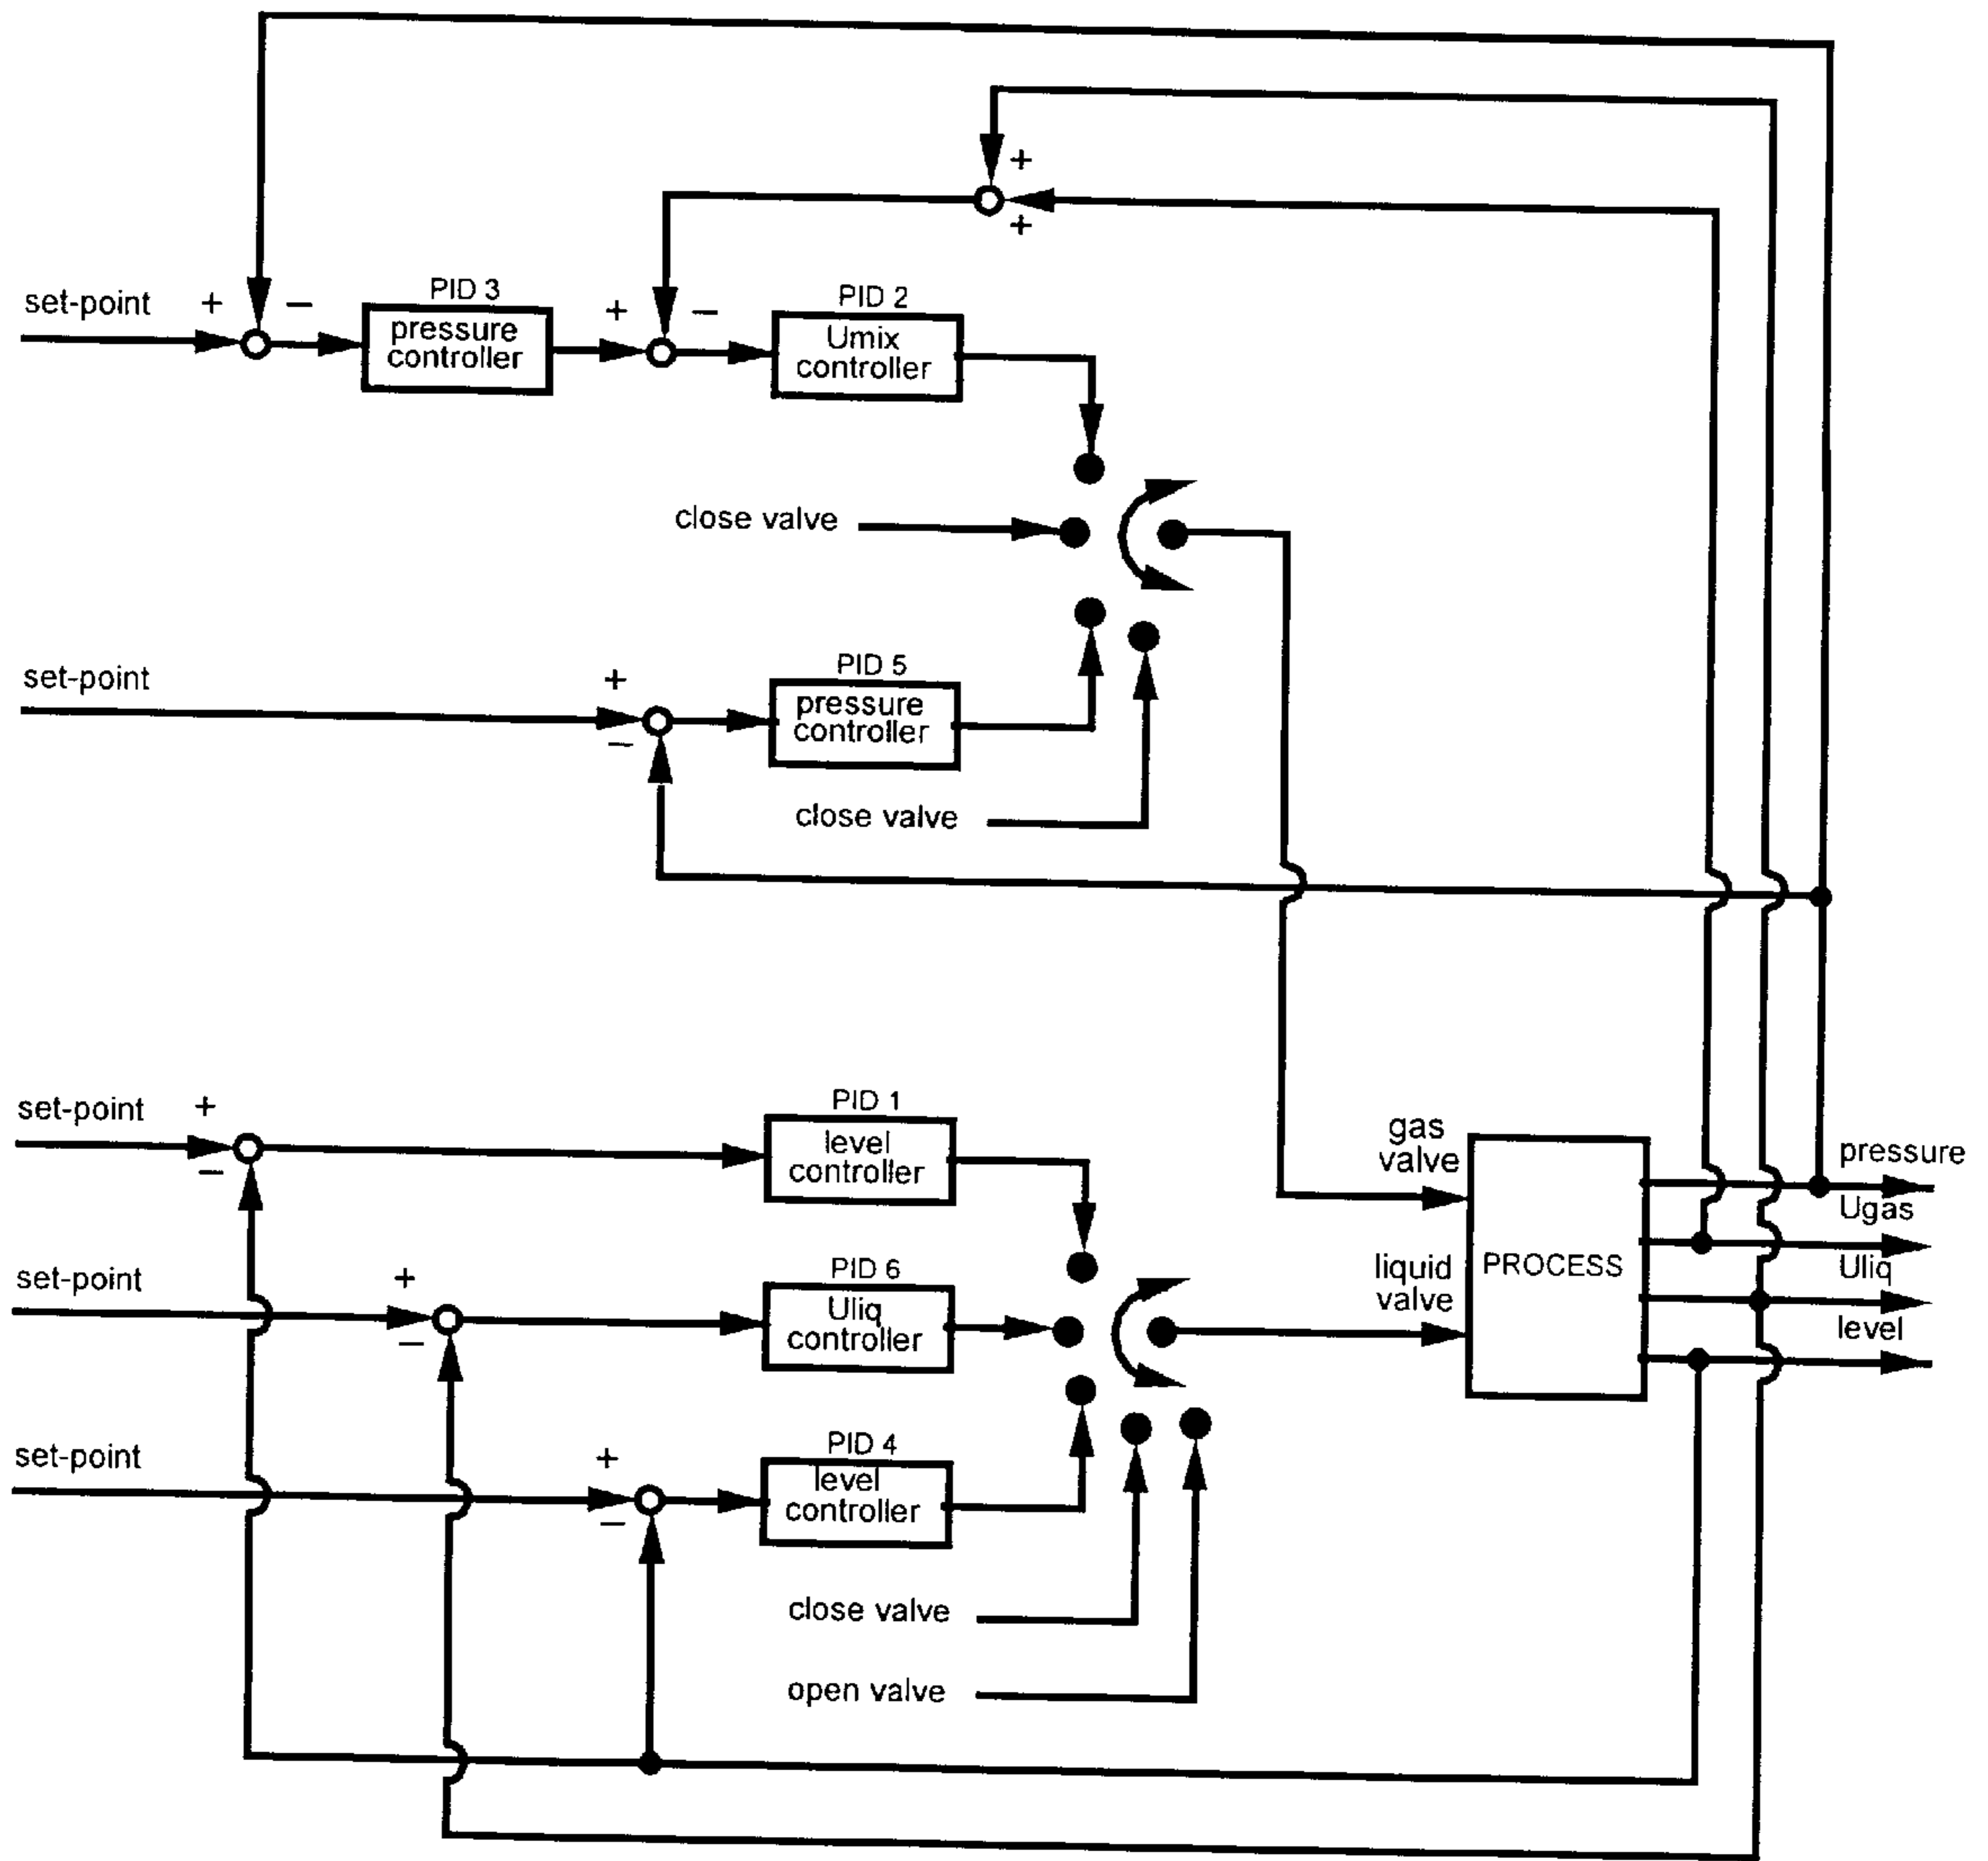 +
+
PID 3
PID 2
set-point + −
pressure
controller
+ −
Umix
controller
close valve
set-point
+
−
PID 5
pressure
controller
close valve
set-point +
−
PID 1
level
controller
gas
valve
pressure
Ugas
set-point
+
−
PID 6
Uliq
controller
liquid
valve
PROCESS
Uliq
level
set-point
+
−
PID 4
level
controller
close valve
open valve